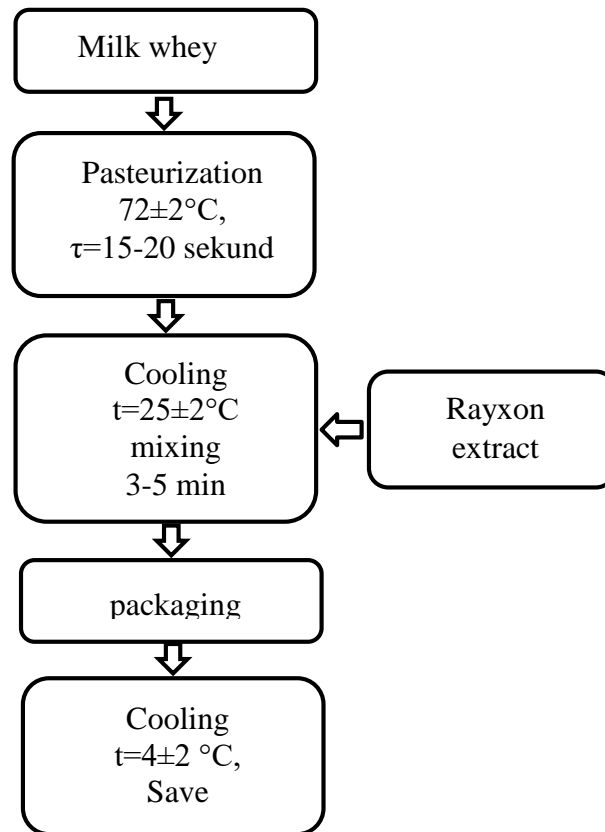 Milk whey
Pasteurization
72±2°C,
τ=15-20 sekund
Cooling
t=25±2°C
mixing
3-5 min
Rayxon
extract
packaging
Cooling
t=4±2 °C,
Save